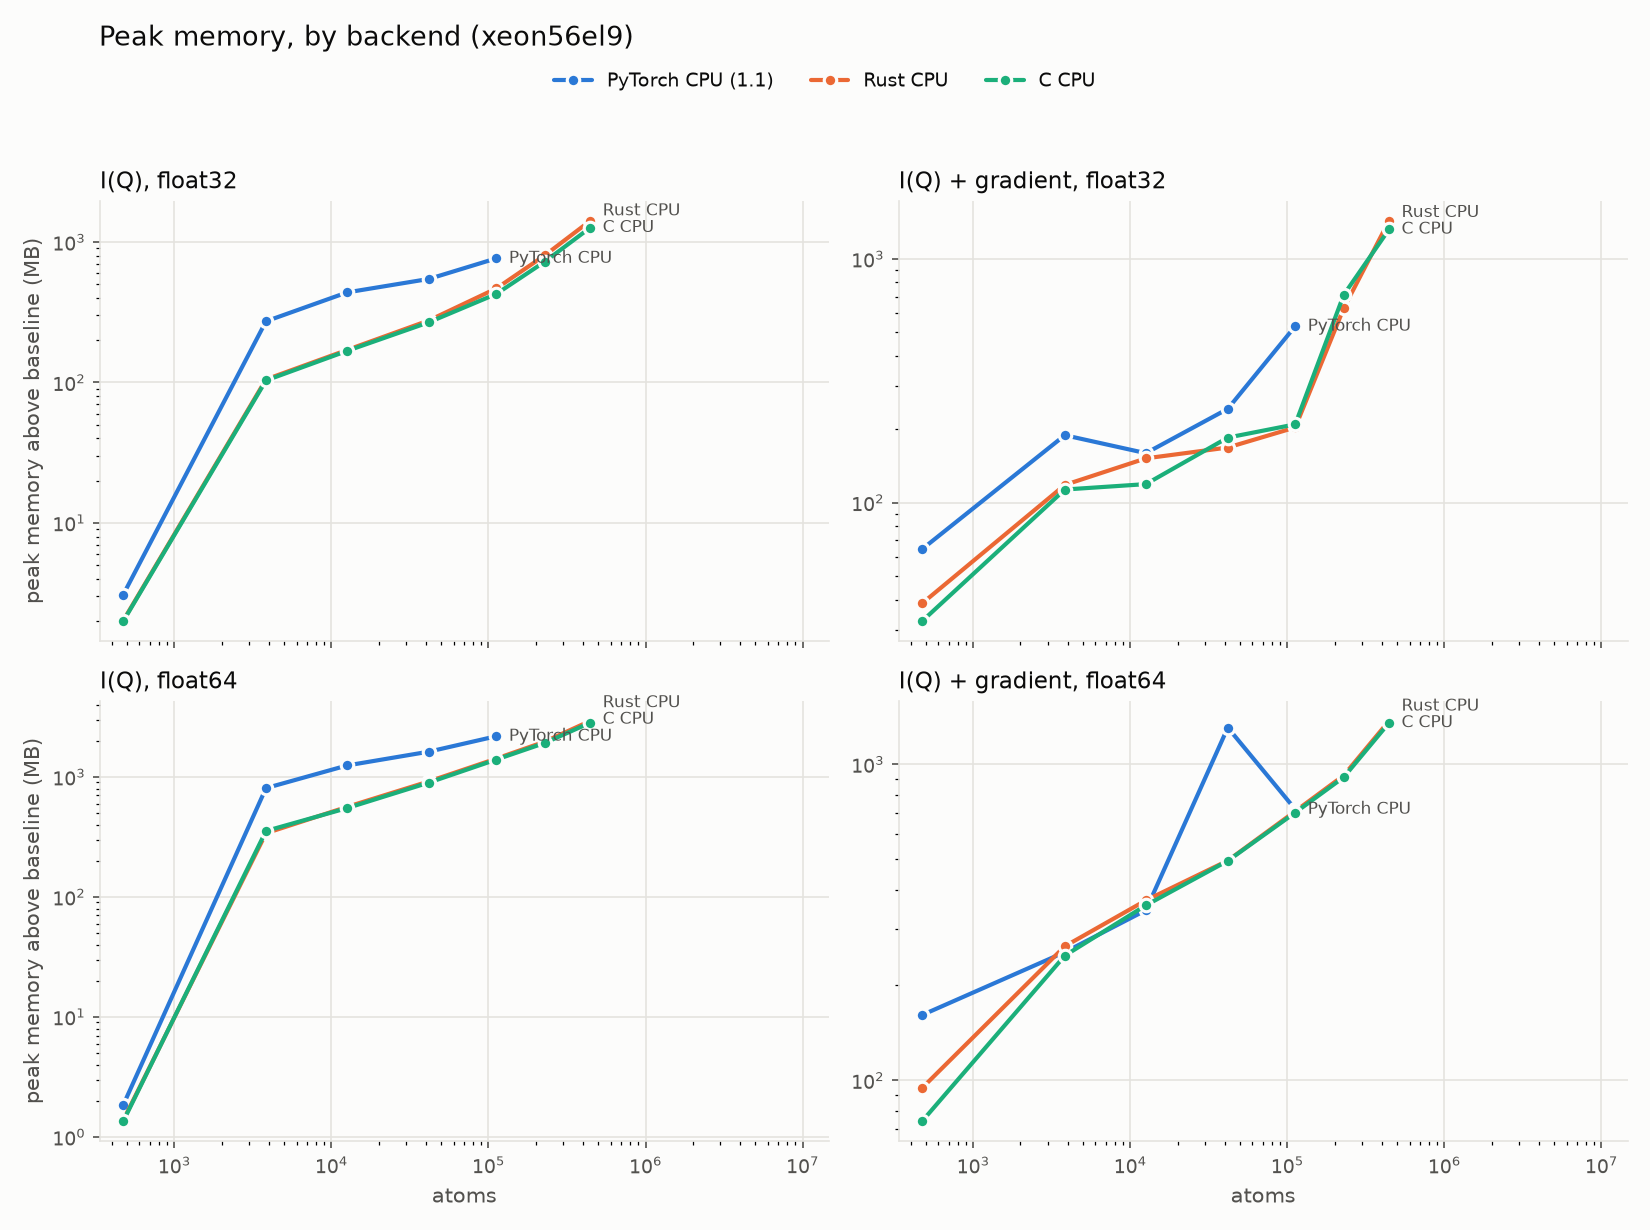 Peak memory, by backend (xeon56el9)
PyTorch CPU (1.1) Rust CPU C CPU
I(Q), float32
peak memory above baseline (MB)
10³
10²
10¹
Rust CPU
C CPU
PyTorch CPU
I(Q) + gradient, float32
10³
10²
Rust CPU
C CPU
PyTorch CPU
I(Q), float64
peak memory above baseline (MB)
10³
10²
10¹
10⁰
Rust CPU
C CPU
PyTorch CPU
10³ 10⁴ 10⁵ 10⁶ 10⁷
atoms
I(Q) + gradient, float64
10³
10²
Rust CPU
C CPU
PyTorch CPU
10³ 10⁴ 10⁵ 10⁶ 10⁷
atoms